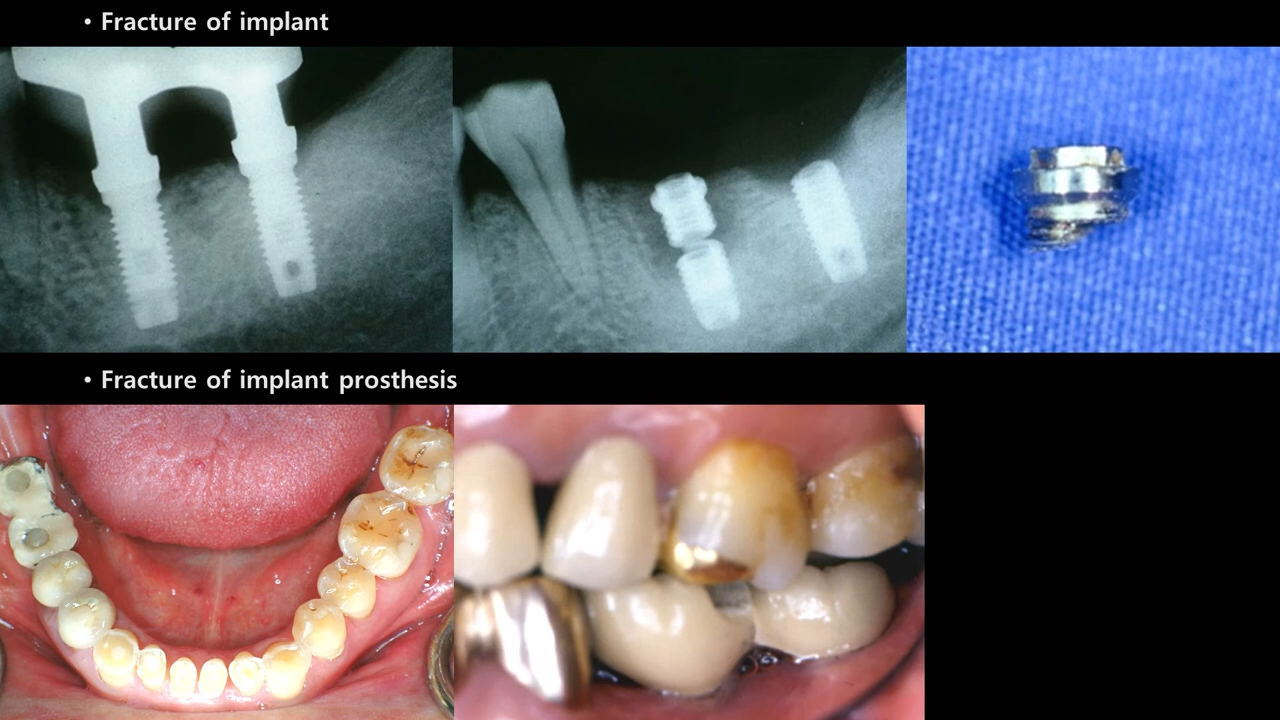 • Fracture of implant
• Fracture of implant prosthesis